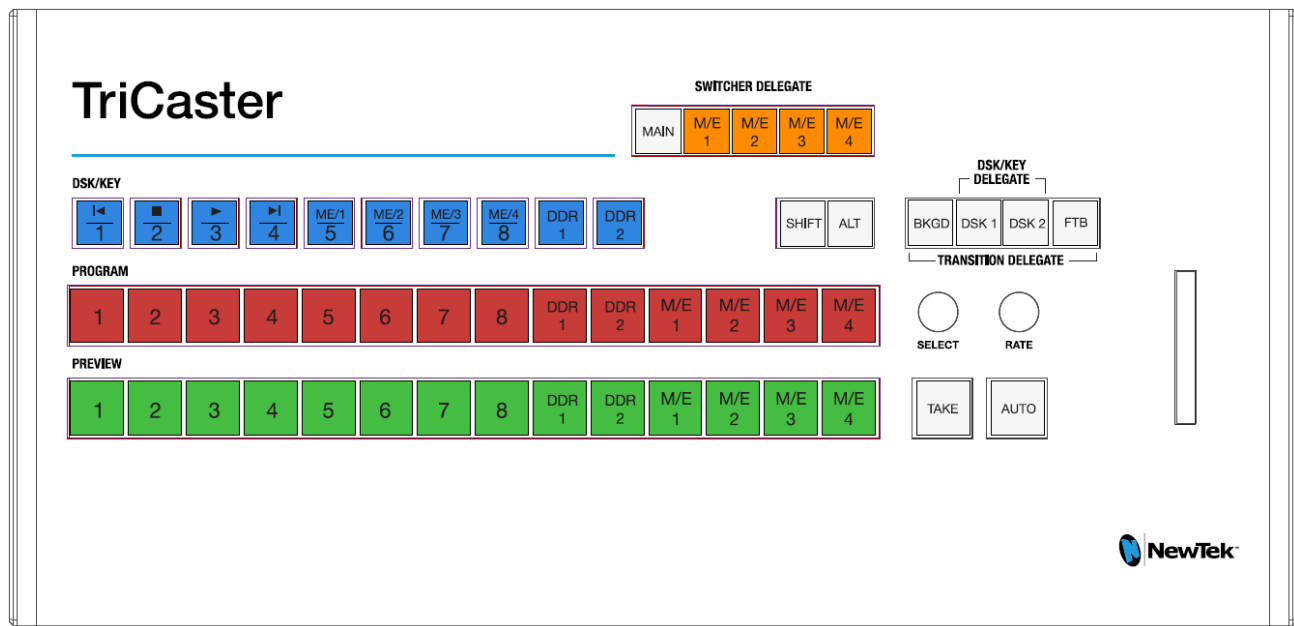 TriCaster
SWITCHER DELEGATE
MAIN M/E 1 M/E 2 M/E 3 M/E 4
DSK/KEY
1 2 3 4 ME/1 5 ME/2 6 ME/3 7 ME/4 8 DDR 1 DDR 2
SHIFT ALT
DSK/KEY
DELEGATE
BKGD DSK 1 DSK 2 FTB
TRANSITION DELEGATE
PROGRAM
1 2 3 4 5 6 7 8 DDR 1 DDR 2 M/E 1 M/E 2 M/E 3 M/E 4
SELECT RATE
PREVIEW
1 2 3 4 5 6 7 8 DDR 1 DDR 2 M/E 1 M/E 2 M/E 3 M/E 4
TAKE AUTO
NewTek™